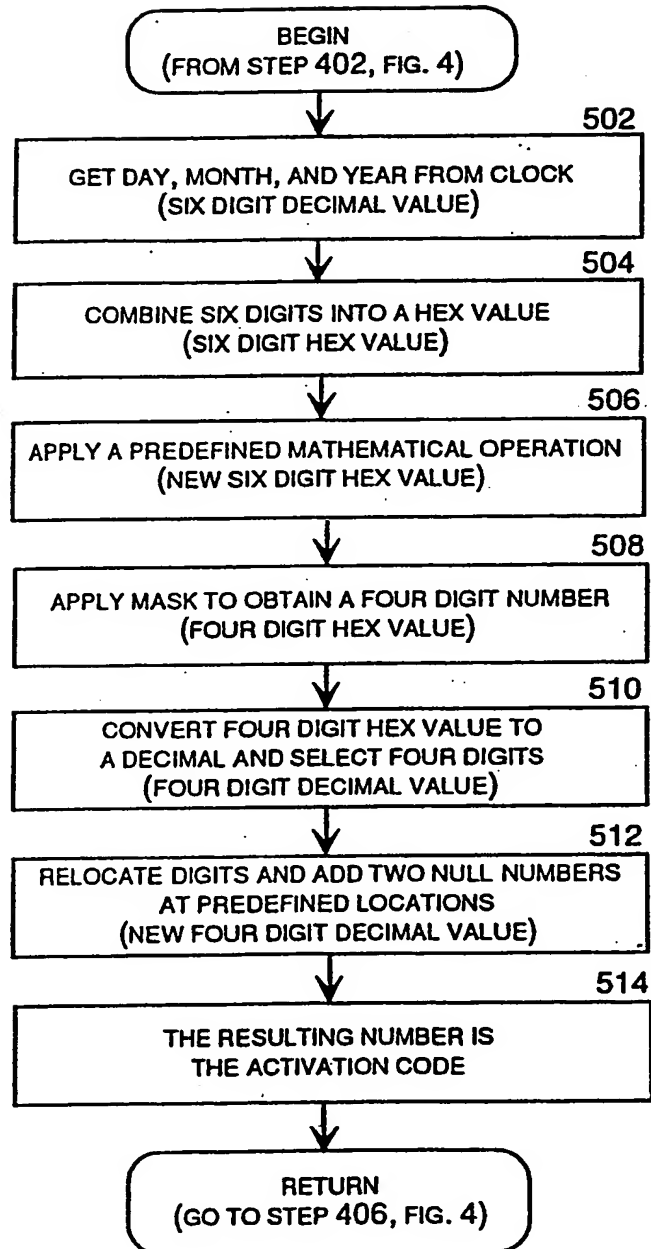 BEGIN
(FROM STEP 402, FIG. 4)
502
GET DAY, MONTH, AND YEAR FROM CLOCK
(SIX DIGIT DECIMAL VALUE)
504
COMBINE SIX DIGITS INTO A HEX VALUE
(SIX DIGIT HEX VALUE)
506
APPLY A PREDEFINED MATHEMATICAL OPERATION
(NEW SIX DIGIT HEX VALUE)
508
APPLY MASK TO OBTAIN A FOUR DIGIT NUMBER
(FOUR DIGIT HEX VALUE)
510
CONVERT FOUR DIGIT HEX VALUE TO
A DECIMAL AND SELECT FOUR DIGITS
(FOUR DIGIT DECIMAL VALUE)
512
RELOCATE DIGITS AND ADD TWO NULL NUMBERS
AT PREDEFINED LOCATIONS
(NEW FOUR DIGIT DECIMAL VALUE)
514
THE RESULTING NUMBER IS
THE ACTIVATION CODE
RETURN
(GO TO STEP 406, FIG. 4)